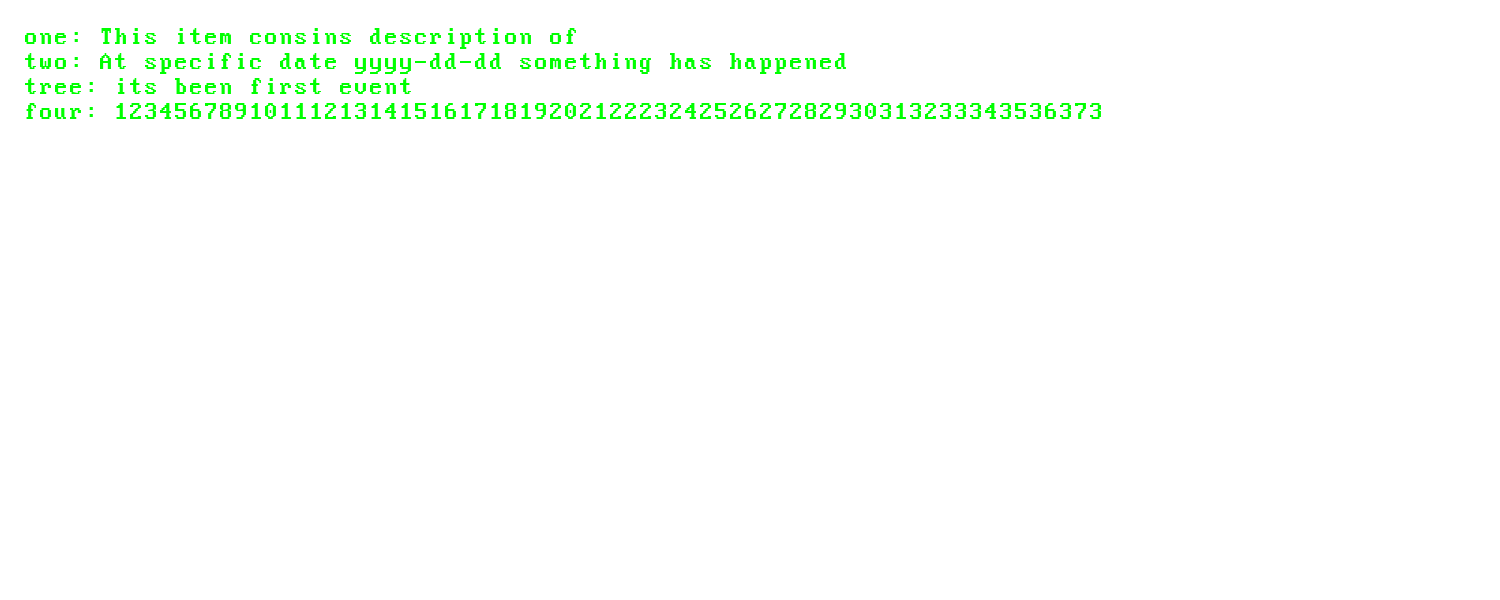 one: This item consins description of
two: At specific date yyyy-dd-dd something has happened
tree: its been first event
four: 123456789101112131415161718192021222324252627282930313233343536373